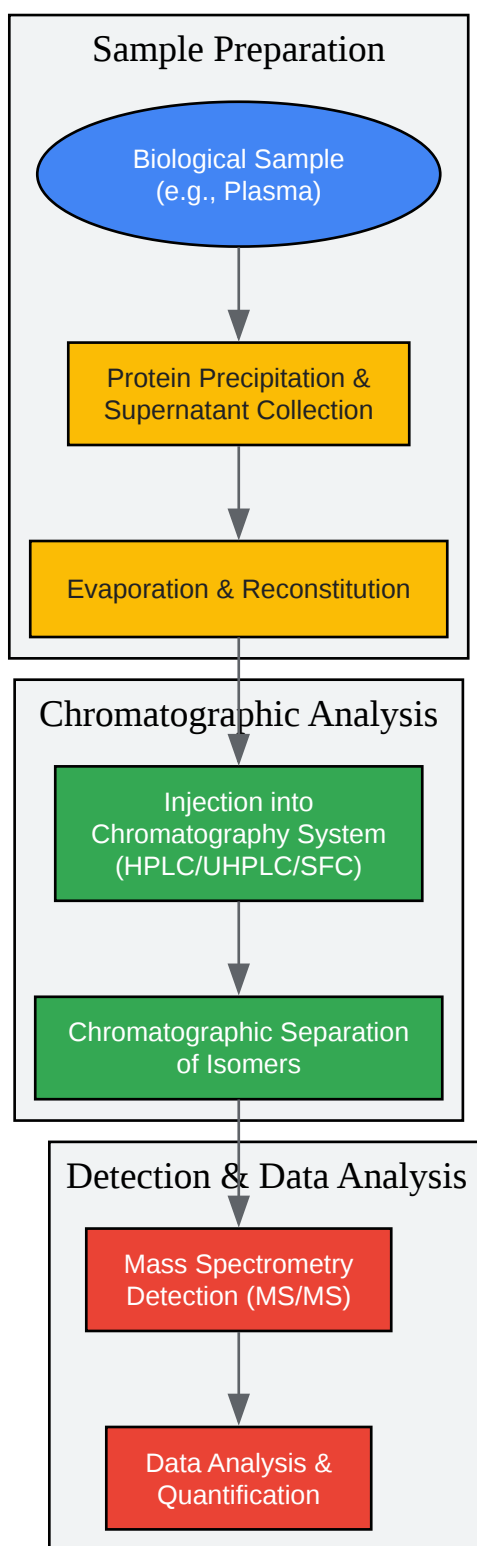 Sample Preparation
Biological Sample
(e.g., Plasma)
Protein Precipitation &
Supernatant Collection
Evaporation & Reconstitution
Chromatographic Analysis
Injection into
Chromatography System
(HPLC/UHPLC/SFC)
Chromatographic Separation
of Isomers
Detection & Data Analysis
Mass Spectrometry
Detection (MS/MS)
Data Analysis &
Quantification